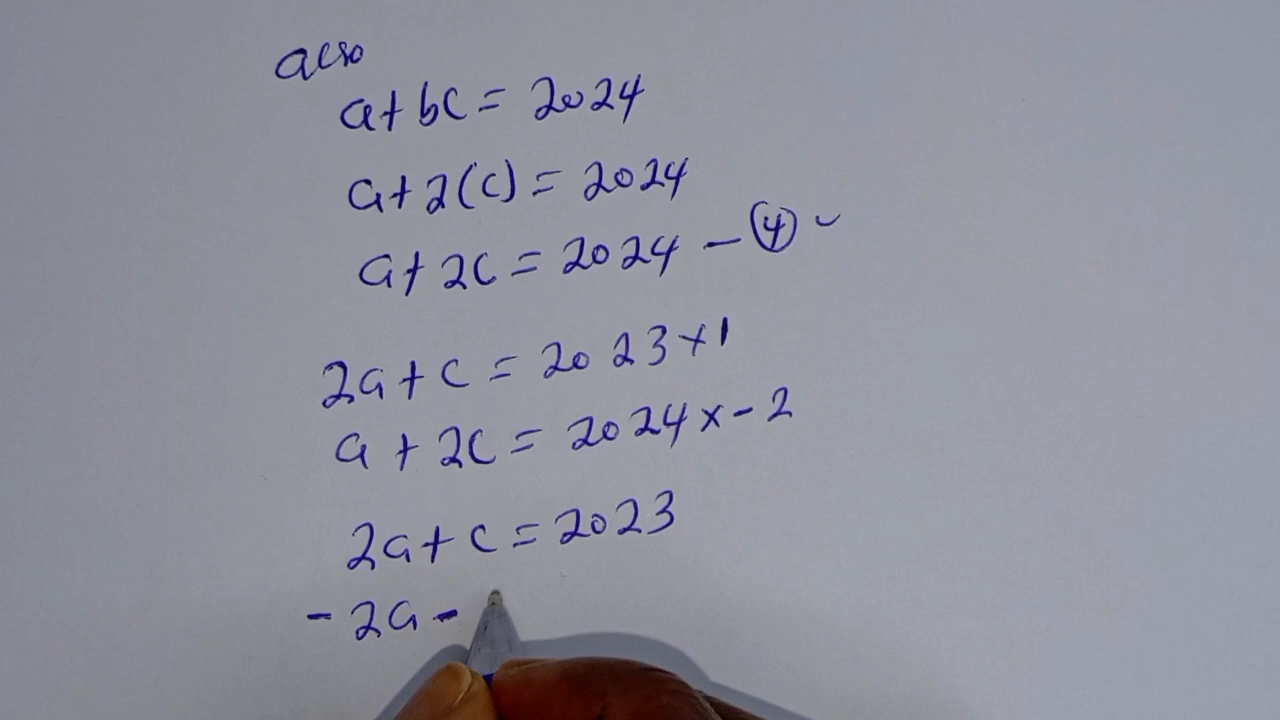 also
a+bc = 2024
a+2(c) = 2024
a+2c = 2024 - ④ ~
2a+c = 2023 x 1
a + 2c = 2024 x - 2
2a+c = 2023
- 2a -